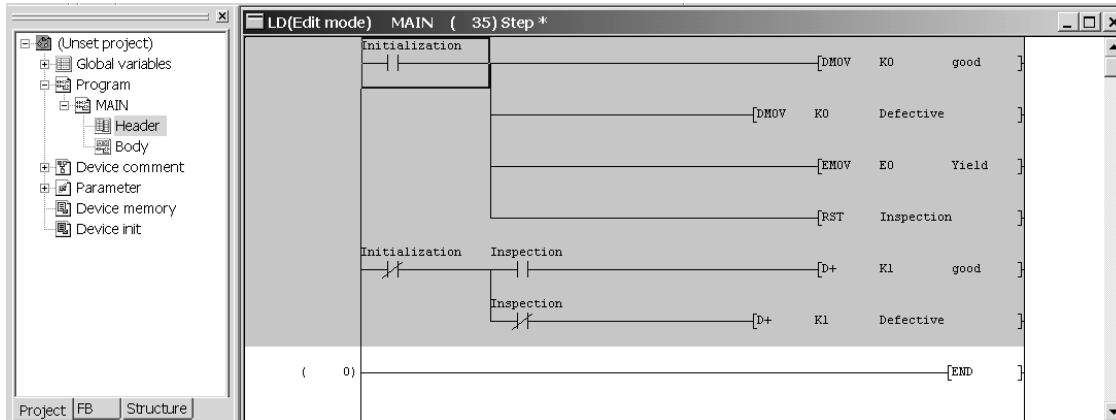 (Unset project)
Global variables
Program
MAIN
Header
Body
Device comment
Parameter
Device memory
Device init
Project FB Structure
LD(Edit mode) MAIN ( 35) Step *
Initialization
DMOV K0 good
DMOV K0 Defective
EMOV E0 Yield
RST Inspection
Initialization Inspection
D+ K1 good
Inspection
D+ K1 Defective
( 0) END